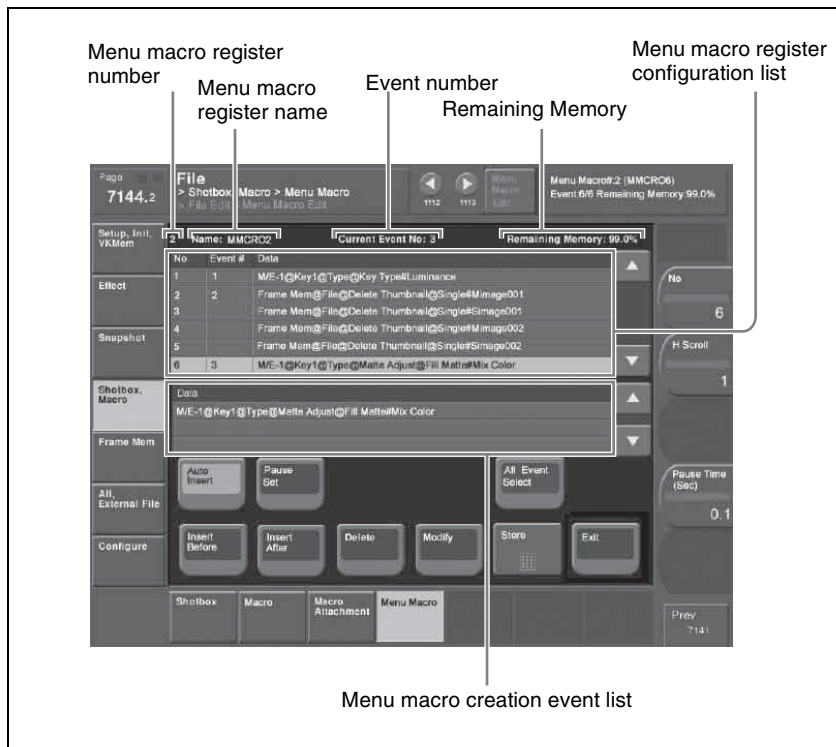 Menu macro register
number
Menu macro
register name
Event number
Remaining Memory
Menu macro register
configuration list
Page
7144.2
File
> Shotbox, Macro > Menu Macro
> File Edit > Menu Macro Edit
1112
1113
Menu
Macro
Edit
Menu Macro#:2 (MMCRO6)
Event:6/6 Remaining Memory:99.0%
Setup, Init,
VKMem
Effect
Snapshot
Shotbox,
Macro
Frame Mem
All,
External File
Configure
2 Name: MMCRO2 Current Event No: 3 Remaining Memory: 99.0%
No Event # Data
1 1 M/E-1@Key1@Type@Key Type#Luminance
2 2 Frame Mem@File@Delete Thumbnail@Single#Mimage001
3 Frame Mem@File@Delete Thumbnail@Single#Simage001
4 Frame Mem@File@Delete Thumbnail@Single#Mimage002
5 Frame Mem@File@Delete Thumbnail@Single#Simage002
6 3 M/E-1@Key1@Type@Matte Adjust@Fill Matte#Mix Color
Data
M/E-1@Key1@Type@Matte Adjust@Fill Matte#Mix Color
Auto
Insert
Pause
Set
All Event
Select
Insert
Before
Insert
After
Delete
Modify
Store
Exit
No
6
H Scroll
1
Pause Time
(Sec)
0.1
Shotbox
Macro
Macro
Attachment
Menu Macro
Prev
7141
Menu macro creation event list